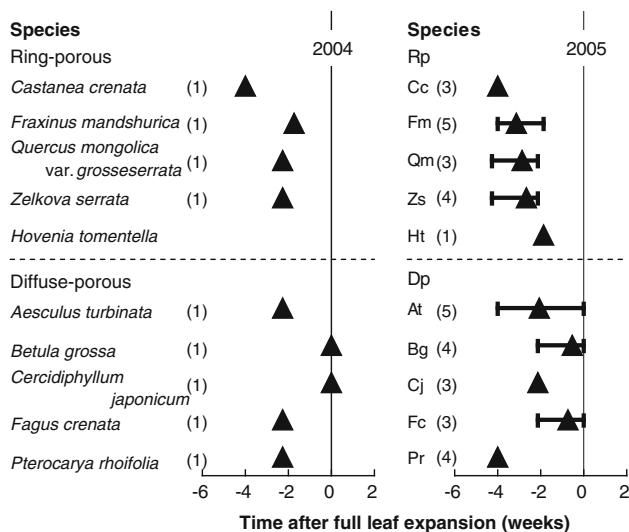 Species 2004 Species 2005
Ring-porous Rp
Castanea crenata (1) Cc (3)
Fraxinus mandshurica (1) Fm (5)
Quercus mongolica
var. grosseserrata (1) Qm (3)
Zelkova serrata (1) Zs (4)
Hovenia tomentella Ht (1)
Diffuse-porous Dp
Aesculus turbinata (1) At (5)
Betula grossa (1) Bg (4)
Cercidiphyllum
japonicum (1) Cj (3)
Fagus crenata (1) Fc (3)
Pterocarya rhoifolia (1) Pr (4)
-6 -4 -2 0 2 -6 -4 -2 0 2
Time after full leaf expansion (weeks)